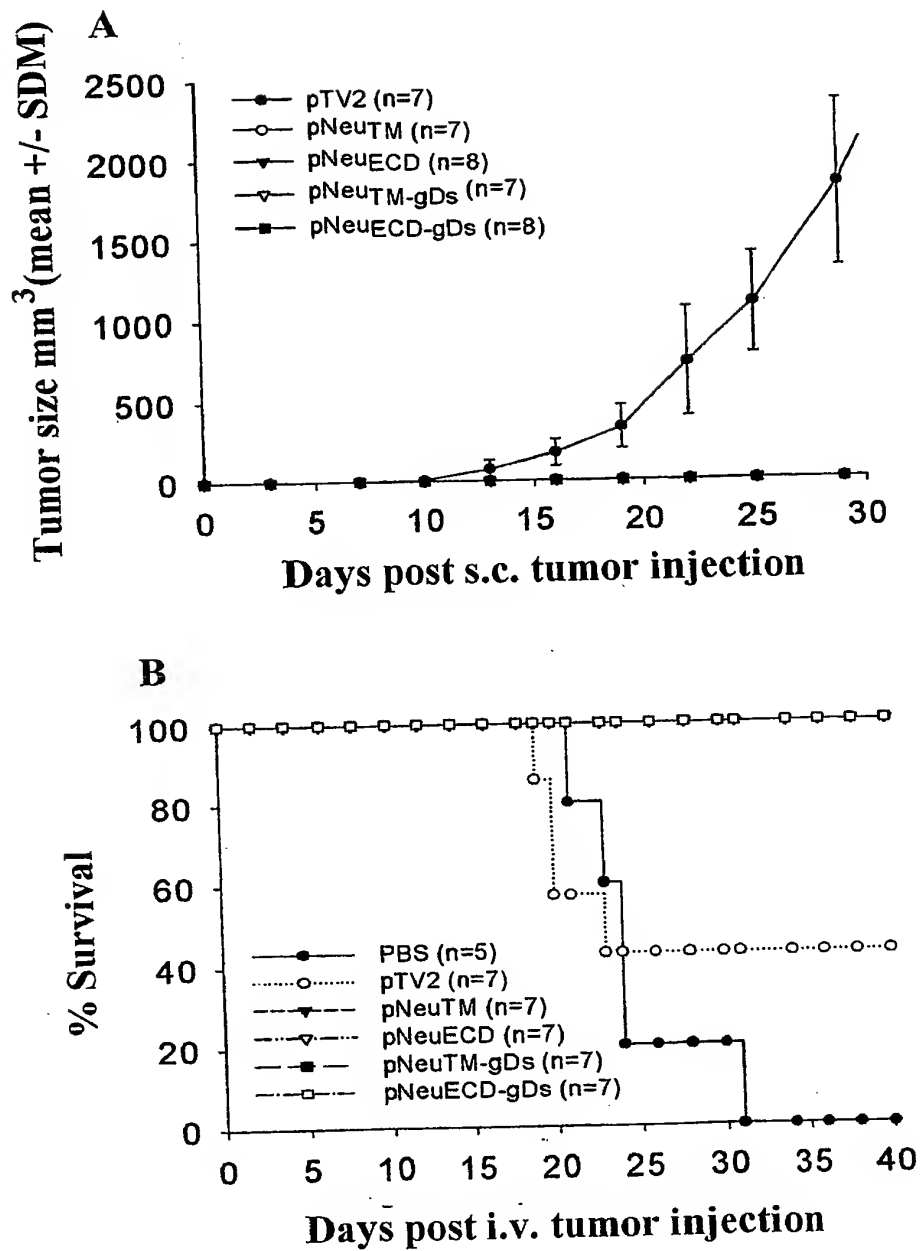 A
Tumor size mm³ (mean +/- SDM)
2500
2000
1500
1000
500
0
pTV2 (n=7)
pNeuTM (n=7)
pNeuECD (n=8)
pNeuTM-gDs (n=7)
pNeuECD-gDs (n=8)
0 5 10 15 20 25 30
Days post s.c. tumor injection
B
% Survival
100
80
60
40
20
0
PBS (n=5)
pTV2 (n=7)
pNeuTM (n=7)
pNeuECD (n=7)
pNeuTM-gDs (n=7)
pNeuECD-gDs (n=7)
0 5 10 15 20 25 30 35 40
Days post i.v. tumor injection